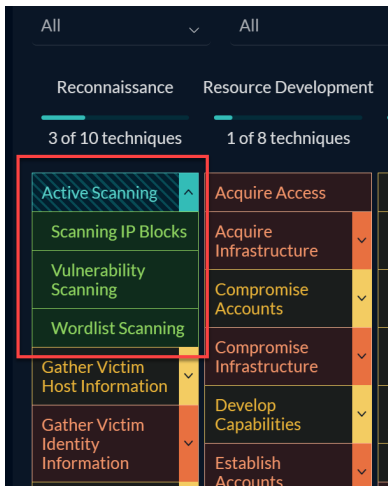 All
All
Reconnaissance
Resource Development
3 of 10 techniques
1 of 8 techniques
Active Scanning
Scanning IP Blocks
Vulnerability
Scanning
Wordlist Scanning
Gather Victim
Host Information
Gather Victim
Identity
Information
Acquire Access
Acquire
Infrastructure
Compromise
Accounts
Compromise
Infrastructure
Develop
Capabilities
Establish
Accounts